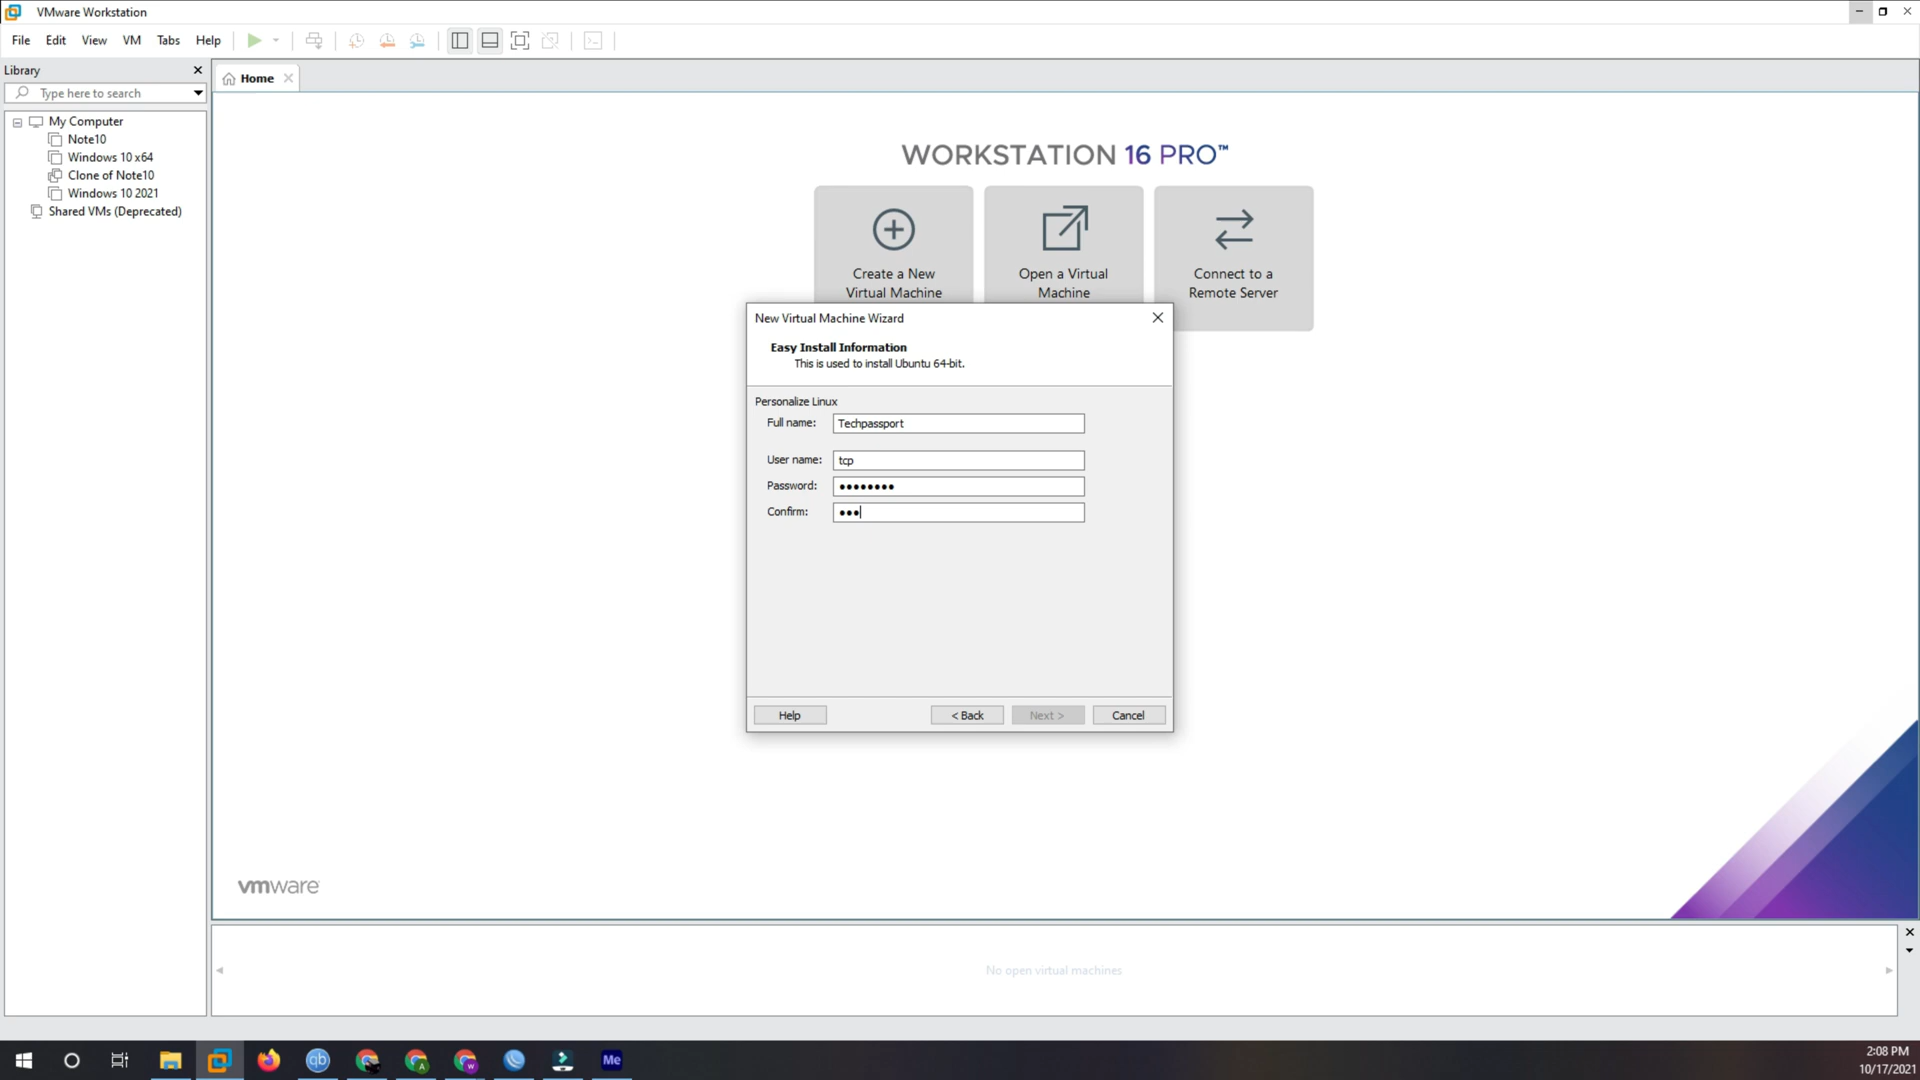 VMware Workstation
File Edit View VM Tabs Help
Library
Type here to search
Home
My Computer
Note10
Windows 10 x64
Clone of Note10
Windows 10 2021
Shared VMs (Deprecated)
WORKSTATION 16 PRO™
Create a New
Virtual Machine
Open a Virtual
Machine
Connect to a
Remote Server
New Virtual Machine Wizard
Easy Install Information
This is used to install Ubuntu 64-bit.
Personalize Linux
Full name: Techpassport
User name: tcp
Password: ●●●●●●●●
Confirm: ●●●
Help < Back Next > Cancel
vmware
No open virtual machines
qb
A
W
Me
2:08 PM
10/17/2021